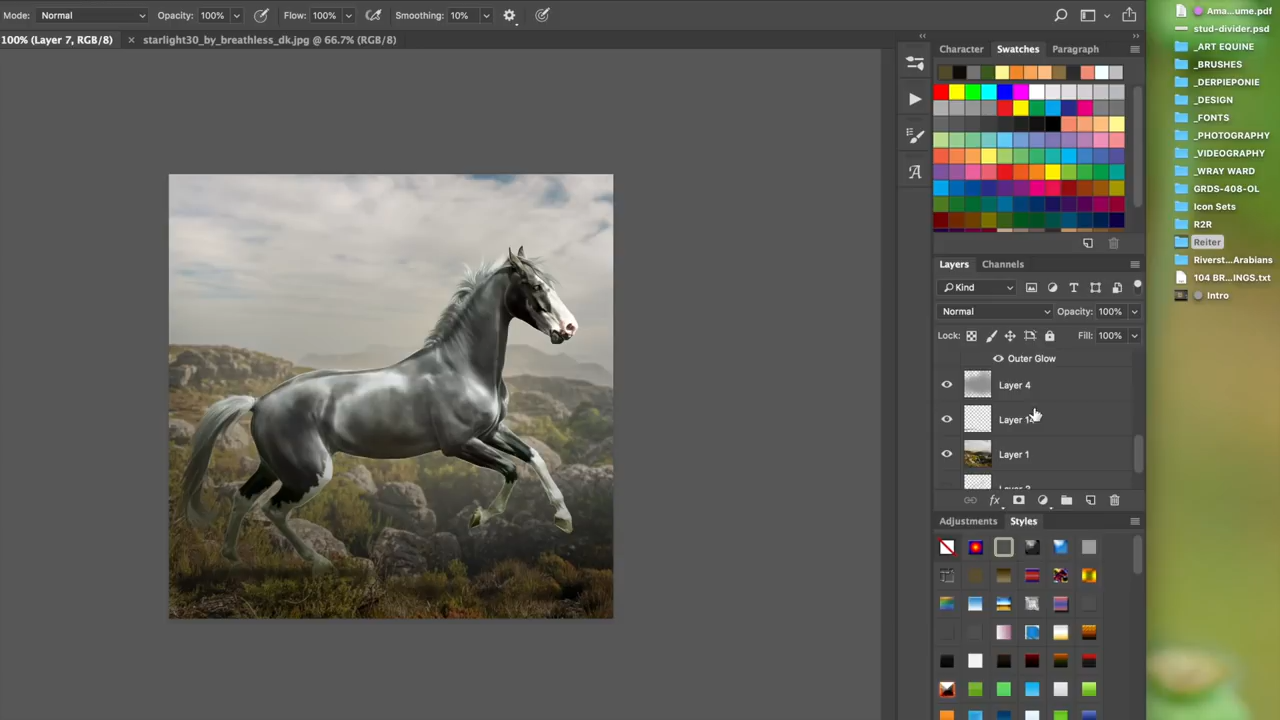 Mode: Normal Opacity: 100% Flow: 100% Smoothing: 10%
100% (Layer 7, RGB/8) × starlight30_by_breathless_dk.jpg @ 66.7% (RGB/8)
Character Swatches Paragraph
Layers Channels
Kind
Normal Opacity: 100%
Lock: Fill: 100%
Outer Glow
Layer 4
Layer 1
Adjustments Styles
Ama...ume.pdf
stud-divider.psd
_ART EQUINE
_BRUSHES
_DERPIEPONIE
_DESIGN
_FONTS
_PHOTOGRAPHY
_VIDEOGRAPHY
_WRAY WARD
GRDS-408-OL
Icon Sets
R2R
Reiter
Riverst...Arabians
104 BR...INGS.txt
Intro